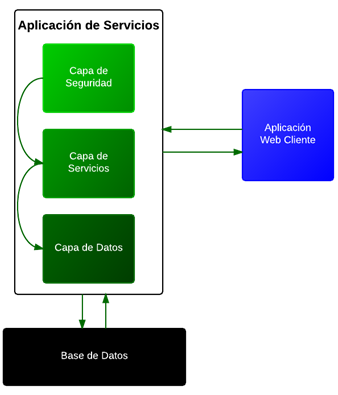 Aplicación de Servicios
Capa de
Seguridad
Capa de
Servicios
Capa de Datos
Aplicación
Web Cliente
Base de Datos